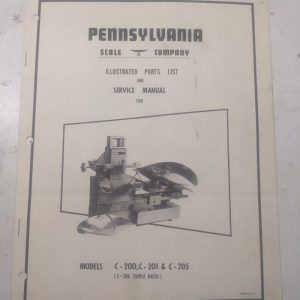 PENNSYLVANIA
SCALE COMPANY
ILLUSTRATED PARTS LIST
AND
SERVICE MANUAL
FOR
MODELS C-200, C-201 & C-205
(C-205 TRIPLE RATIO)